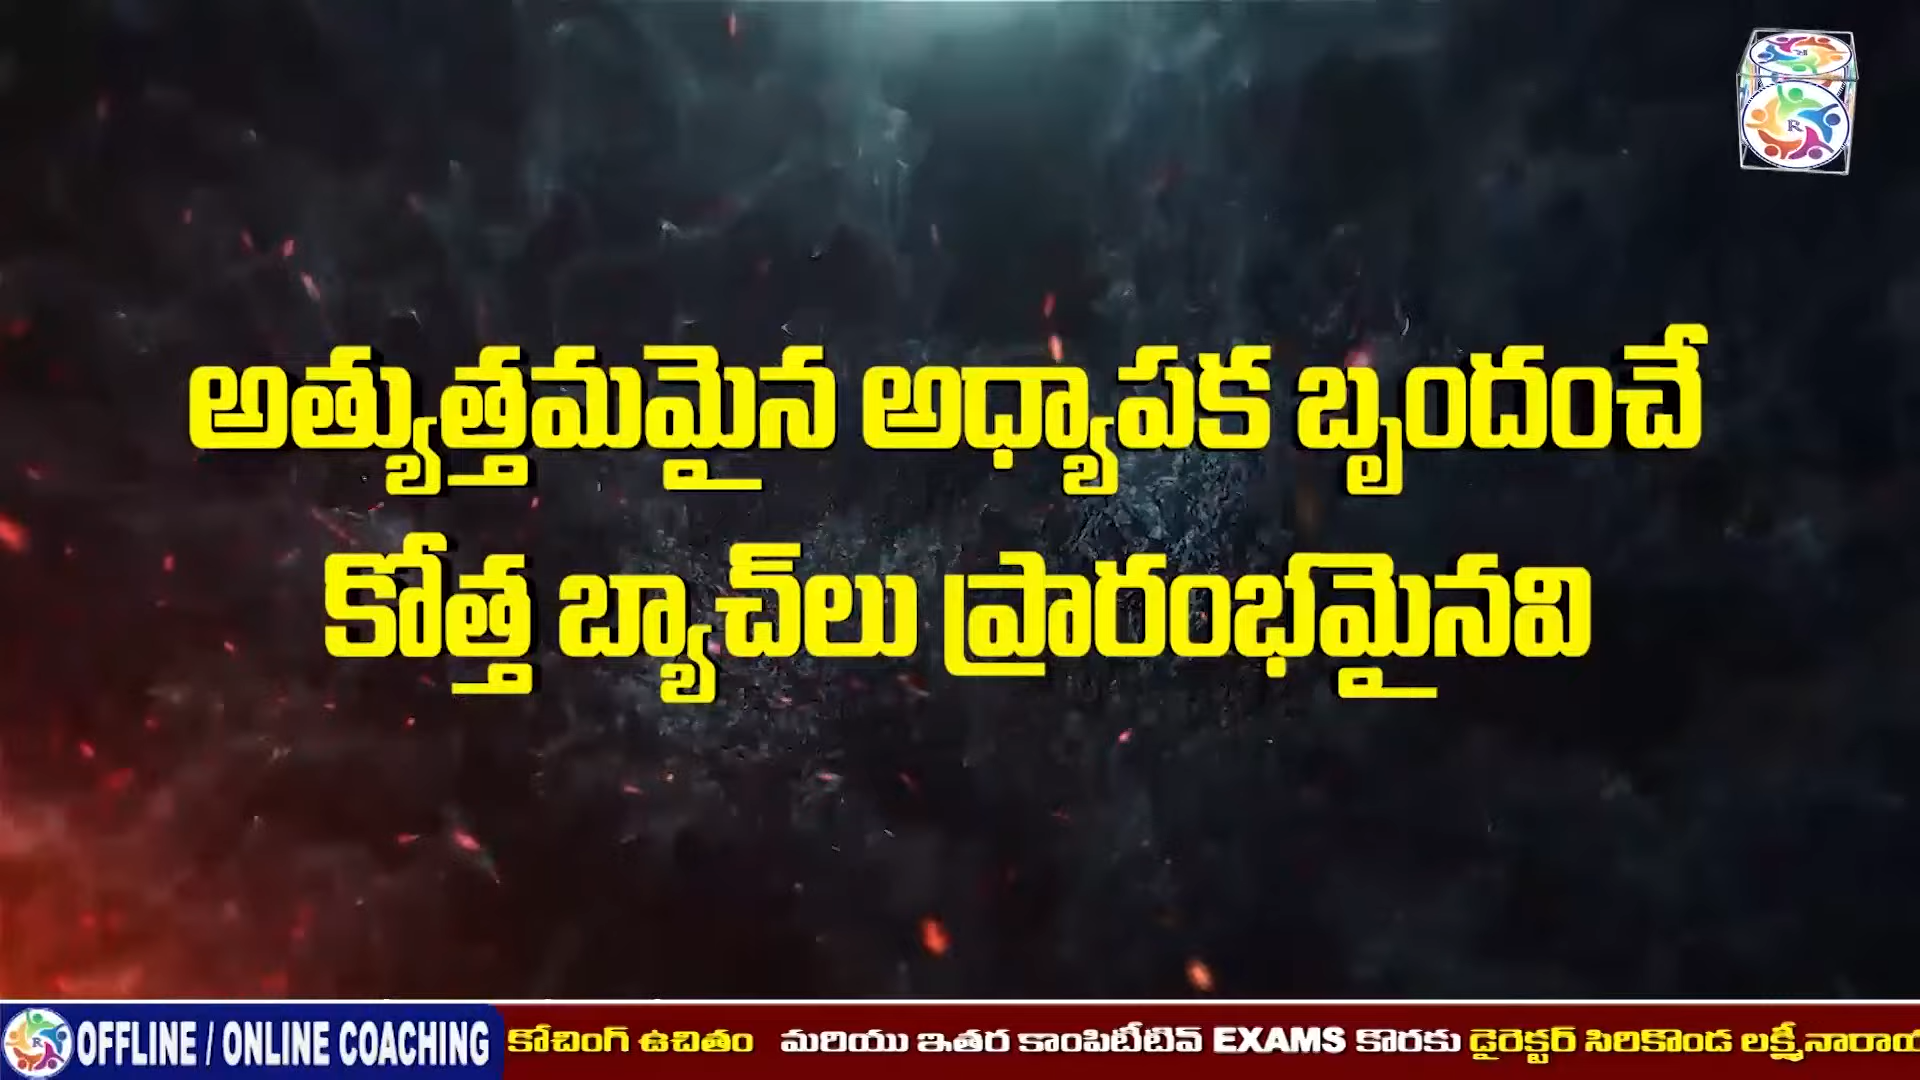 అత్యుత్తమమైన అధ్యాపక బృందంచే
కోత్త బ్యాచ్‌లు ప్రారంభమైనవి
OFFLINE / ONLINE COACHING కోచింగ్ ఉచితం మరియు ఇతర కాంపిటీటివ్ EXAMS కొరకు డైరెక్టర్ సిరికొండ